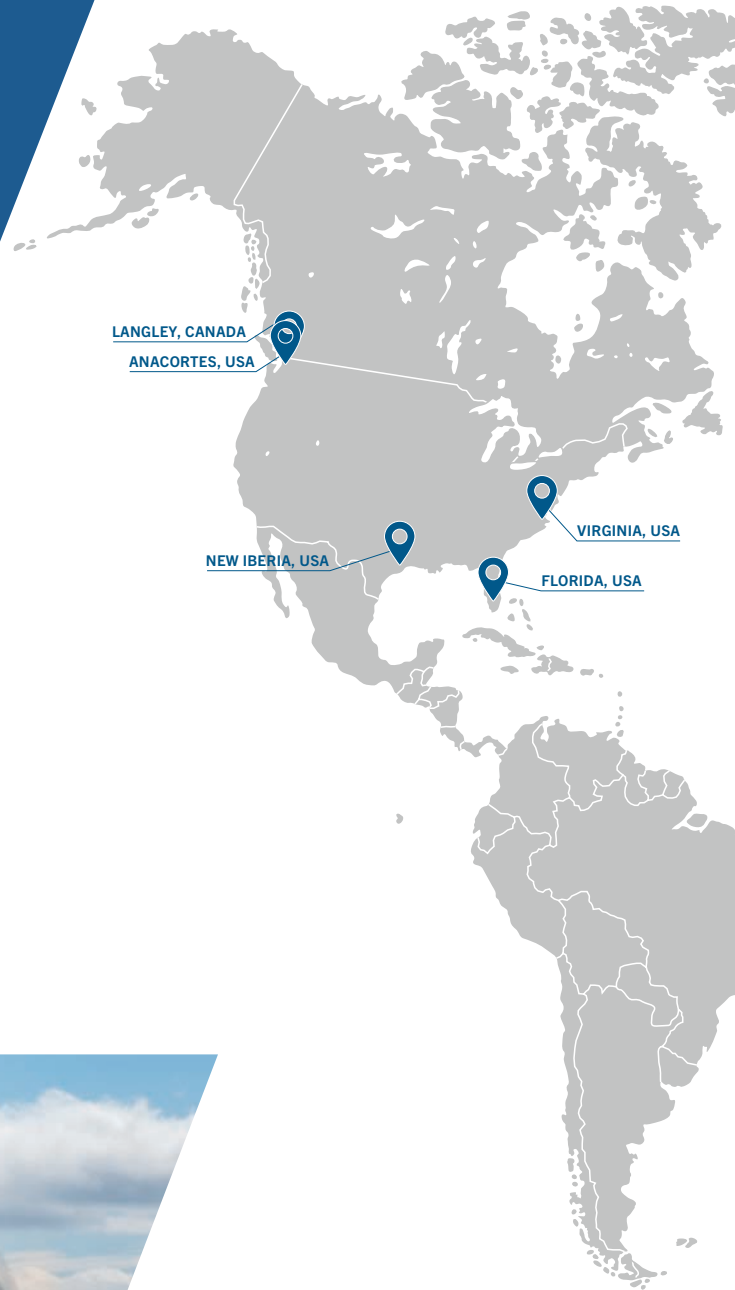 LANGLEY, CANADA
ANACORTES, USA
VIRGINIA, USA
NEW IBERIA, USA
FLORIDA, USA